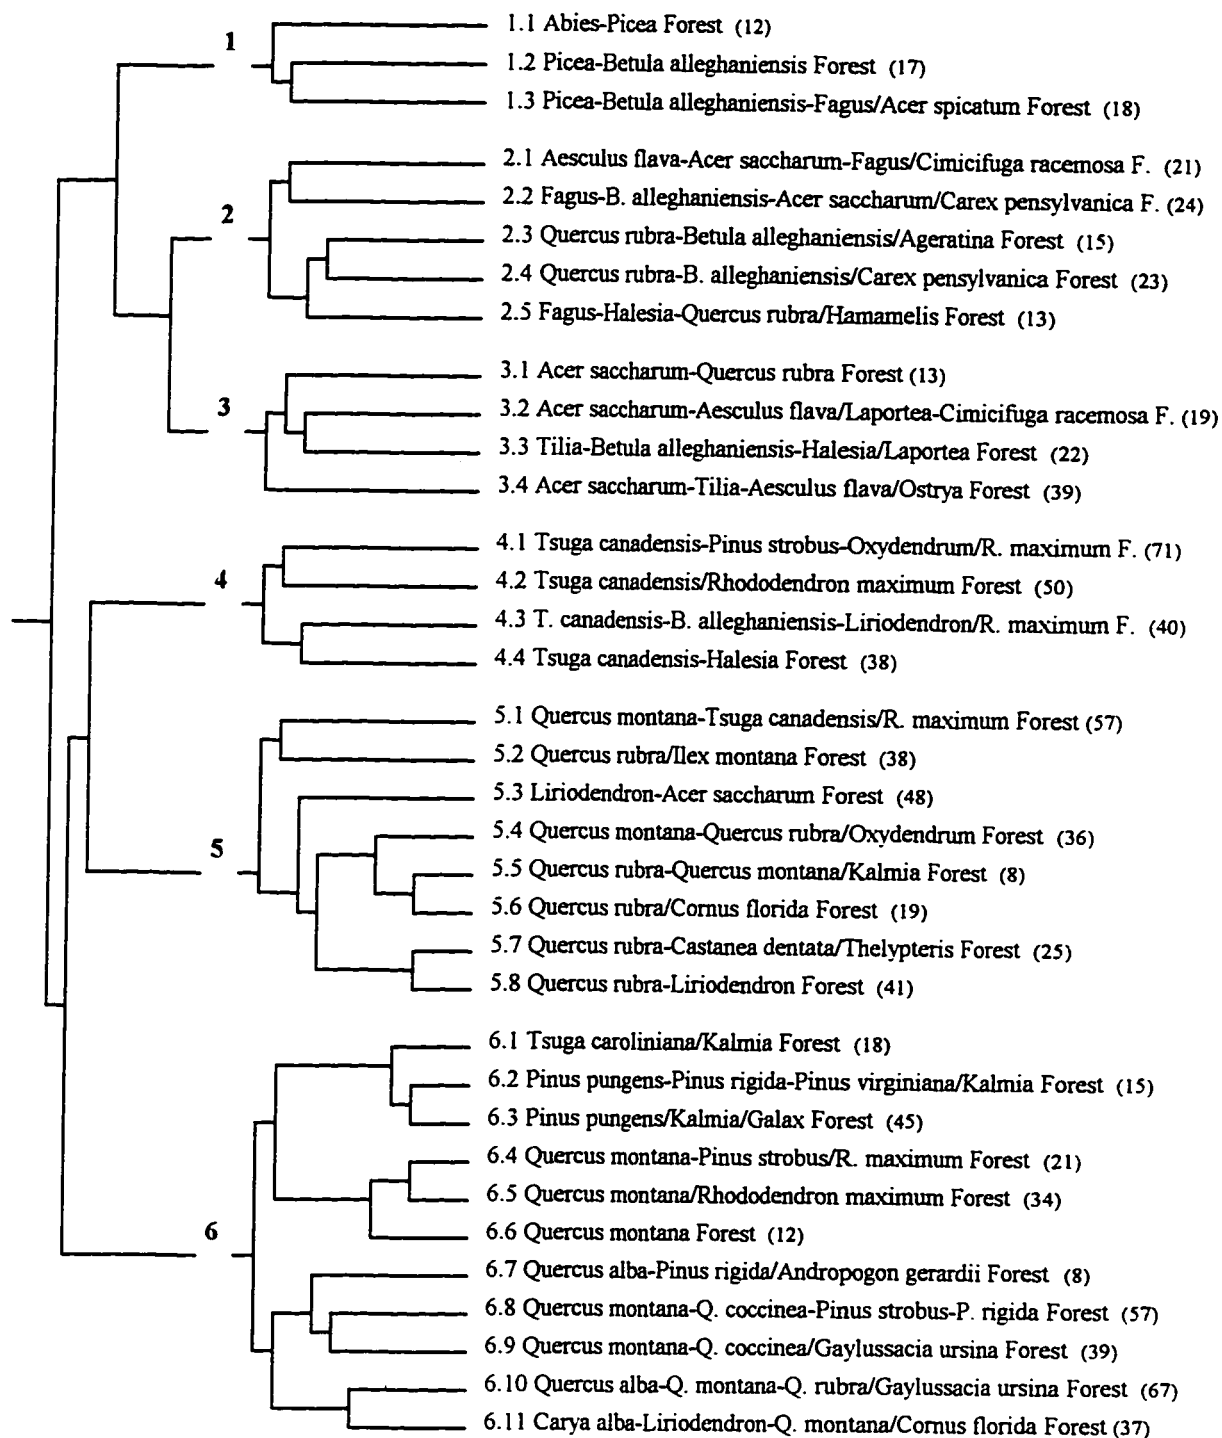 1
1.1 Abies-Picea Forest (12)
1.2 Picea-Betula alleghaniensis Forest (17)
1.3 Picea-Betula alleghaniensis-Fagus/Acer spicatum Forest (18)
2
2.1 Aesculus flava-Acer saccharum-Fagus/Cimicifuga racemosa F. (21)
2.2 Fagus-B. alleghaniensis-Acer saccharum/Carex pensylvanica F. (24)
2.3 Quercus rubra-Betula alleghaniensis/Ageratina Forest (15)
2.4 Quercus rubra-B. alleghaniensis/Carex pensylvanica Forest (23)
2.5 Fagus-Halesia-Quercus rubra/Hamamelis Forest (13)
3
3.1 Acer saccharum-Quercus rubra Forest (13)
3.2 Acer saccharum-Aesculus flava/Laportea-Cimicifuga racemosa F. (19)
3.3 Tilia-Betula alleghaniensis-Halesia/Laportea Forest (22)
3.4 Acer saccharum-Tilia-Aesculus flava/Ostrya Forest (39)
4
4.1 Tsuga canadensis-Pinus strobus-Oxydendrum/R. maximum F. (71)
4.2 Tsuga canadensis/Rhododendron maximum Forest (50)
4.3 T. canadensis-B. alleghaniensis-Liriodendron/R. maximum F. (40)
4.4 Tsuga canadensis-Halesia Forest (38)
5
5.1 Quercus montana-Tsuga canadensis/R. maximum Forest (57)
5.2 Quercus rubra/Ilex montana Forest (38)
5.3 Liriodendron-Acer saccharum Forest (48)
5.4 Quercus montana-Quercus rubra/Oxydendrum Forest (36)
5.5 Quercus rubra-Quercus montana/Kalmia Forest (8)
5.6 Quercus rubra/Cornus florida Forest (19)
5.7 Quercus rubra-Castanea dentata/Thelypteris Forest (25)
5.8 Quercus rubra-Liriodendron Forest (41)
6
6.1 Tsuga caroliniana/Kalmia Forest (18)
6.2 Pinus pungens-Pinus rigida-Pinus virginiana/Kalmia Forest (15)
6.3 Pinus pungens/Kalmia/Galax Forest (45)
6.4 Quercus montana-Pinus strobus/R. maximum Forest (21)
6.5 Quercus montana/Rhododendron maximum Forest (34)
6.6 Quercus montana Forest (12)
6.7 Quercus alba-Pinus rigida/Andropogon gerardii Forest (8)
6.8 Quercus montana-Q. coccinea-Pinus strobus-P. rigida Forest (57)
6.9 Quercus montana-Q. coccinea/Gaylussacia ursina Forest (39)
6.10 Quercus alba-Q. montana-Q. rubra/Gaylussacia ursina Forest (67)
6.11 Carya alba-Liriodendron-Q. montana/Cornus florida Forest (37)